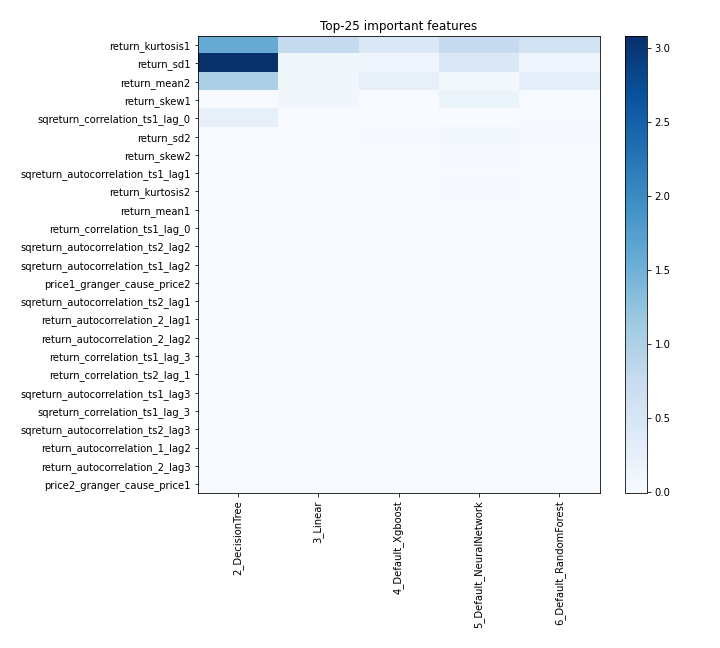 Top-25 important features
return_kurtosis1
return_sd1
return_mean2
return_skew1
sqreturn_correlation_ts1_lag_0
return_sd2
return_skew2
sqreturn_autocorrelation_ts1_lag1
return_kurtosis2
return_mean1
return_correlation_ts1_lag_0
sqreturn_autocorrelation_ts2_lag2
sqreturn_autocorrelation_ts1_lag2
price1_granger_cause_price2
sqreturn_autocorrelation_ts2_lag1
return_autocorrelation_2_lag1
return_autocorrelation_2_lag2
return_correlation_ts1_lag_3
return_correlation_ts2_lag_1
sqreturn_autocorrelation_ts1_lag3
sqreturn_correlation_ts1_lag_3
sqreturn_autocorrelation_ts2_lag3
return_autocorrelation_1_lag2
return_autocorrelation_2_lag3
price2_granger_cause_price1
2_DecisionTree
3_Linear
4_Default_Xgboost
5_Default_NeuralNetwork
6_Default_RandomForest
3.0
2.5
2.0
1.5
1.0
0.5
0.0